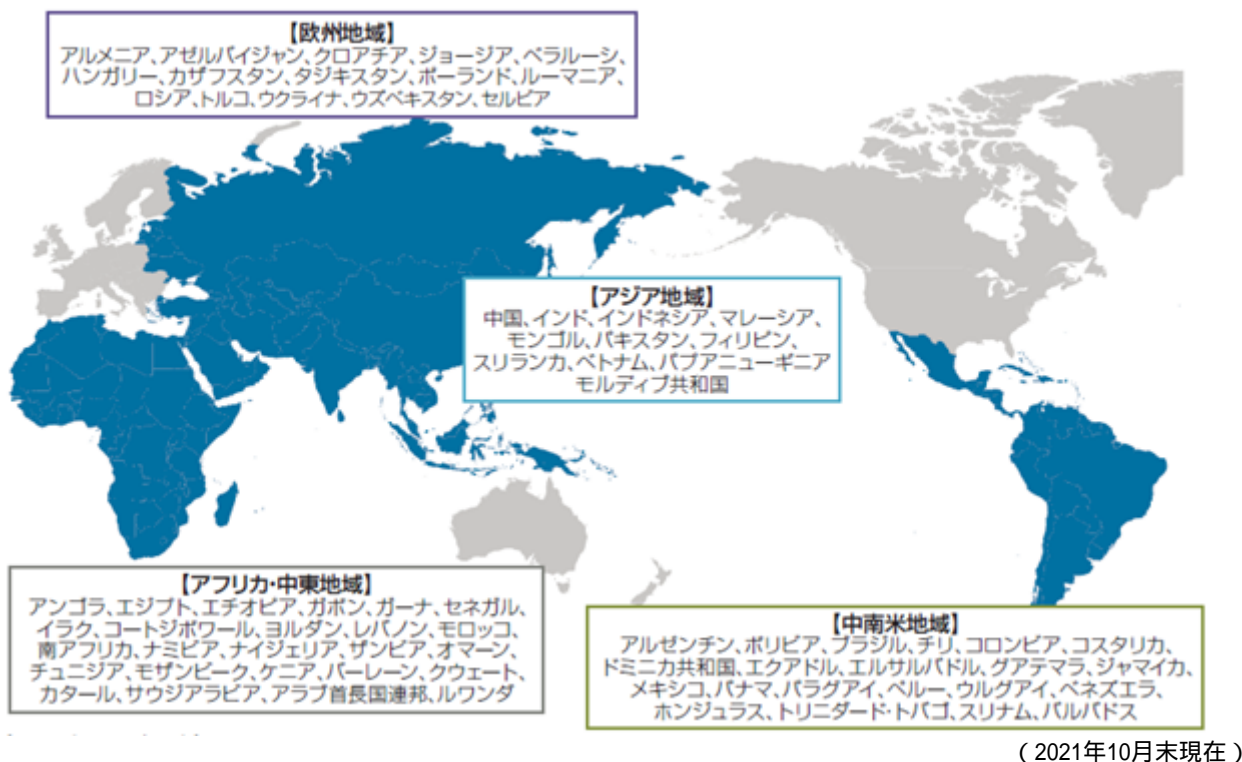 【欧州地域】
アルメニア、アゼルバイジャン、クロアチア、ジョージア、ベラルーシ、
ハンガリー、カザフスタン、タジキスタン、ポーランド、ルーマニア、
ロシア、トルコ、ウクライナ、ウズベキスタン、セルビア
【アジア地域】
中国、インド、インドネシア、マレーシア、
モンゴル、パキスタン、フィリピン、
スリランカ、ベトナム、パプアニューギニア
モルディブ共和国
【アフリカ・中東地域】
アンゴラ、エジプト、エチオピア、ガボン、ガーナ、セネガル、
イラク、コートジボワール、ヨルダン、レバノン、モロッコ、
南アフリカ、ナミビア、ナイジェリア、ザンビア、オマーン、
チュニジア、モザンビーク、ケニア、バーレーン、クウェート、
カタール、サウジアラビア、アラブ首長国連邦、ルワンダ
【中南米地域】
アルゼンチン、ボリビア、ブラジル、チリ、コロンビア、コスタリカ、
ドミニカ共和国、エクアドル、エルサルバドル、グアテマラ、ジャマイカ、
メキシコ、パナマ、パラグアイ、ペルー、ウルグアイ、ベネズエラ、
ホンジュラス、トリニダード・トバゴ、スリナム、バルバドス
(2021年10月末現在)